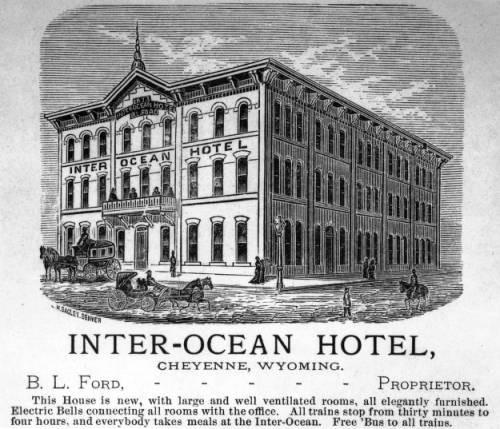 INTER OCEAN HOTEL
N. BAGLEY. DENVER
INTER-OCEAN HOTEL,
CHEYENNE, WYOMING.
B. L. FORD, - - - - - PROPRIETOR.
This House is new, with large and well ventilated rooms, all elegantly furnished.
Electric Bells connecting all rooms with the office. All trains stop from thirty minutes to
four hours, and everybody takes meals at the Inter-Ocean. Free 'Bus to all trains.